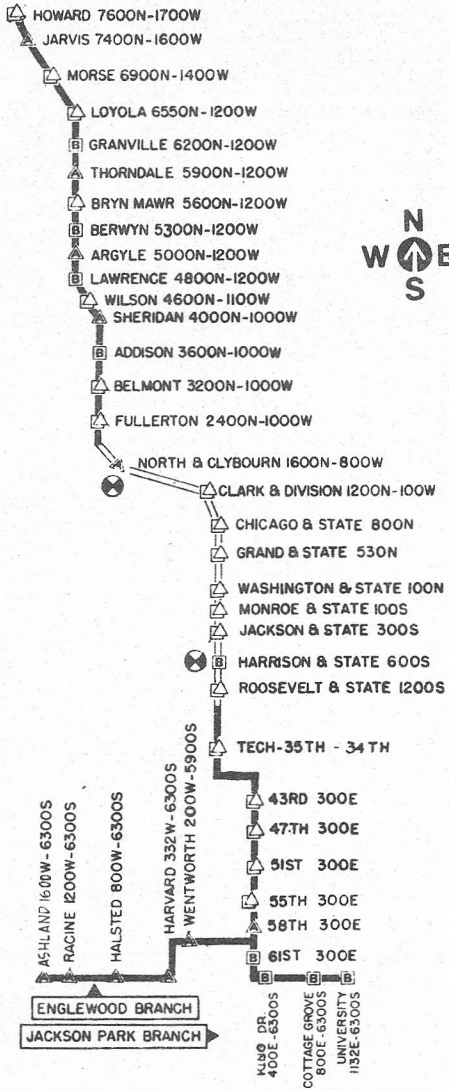 HOWARD 7600N-1700W
JARVIS 7400N-1600W
MORSE 6900N-1400W
LOYOLA 6550N-1200W
B GRANVILLE 6200N-1200W
A THORNDALE 5900N-1200W
BRYN MAWR 5600N-1200W
B BERWYN 5300N-1200W
A ARGYLE 5000N-1200W
B LAWRENCE 4800N-1200W
WILSON 4600N-1100W
A SHERIDAN 4000N-1000W
B ADDISON 3600N-1000W
BELMONT 3200N-1000W
FULLERTON 2400N-1000W
N
W E
S
A NORTH & CLYBOURN 1600N-800W
CLARK & DIVISION 1200N-100W
CHICAGO & STATE 800N
GRAND & STATE 530N
WASHINGTON & STATE 100N
MONROE & STATE 100S
JACKSON & STATE 300S
B HARRISON & STATE 600S
ROOSEVELT & STATE 1200S
TECH-35TH - 34TH
43RD 300E
47TH 300E
51ST 300E
55TH 300E
A 58TH 300E
B 61ST 300E
ASHLAND 1600W-6300S
RACINE 1200W-6300S
HALSTED 800W-6300S
HARVARD 332W-6300S
WENTWORTH 200W-5900S
B B B
KING DR.
400E-6300S
COTTAGE GROVE
800E-6300S
UNIVERSITY
1132E-6300S
ENGLEWOOD BRANCH
JACKSON PARK BRANCH